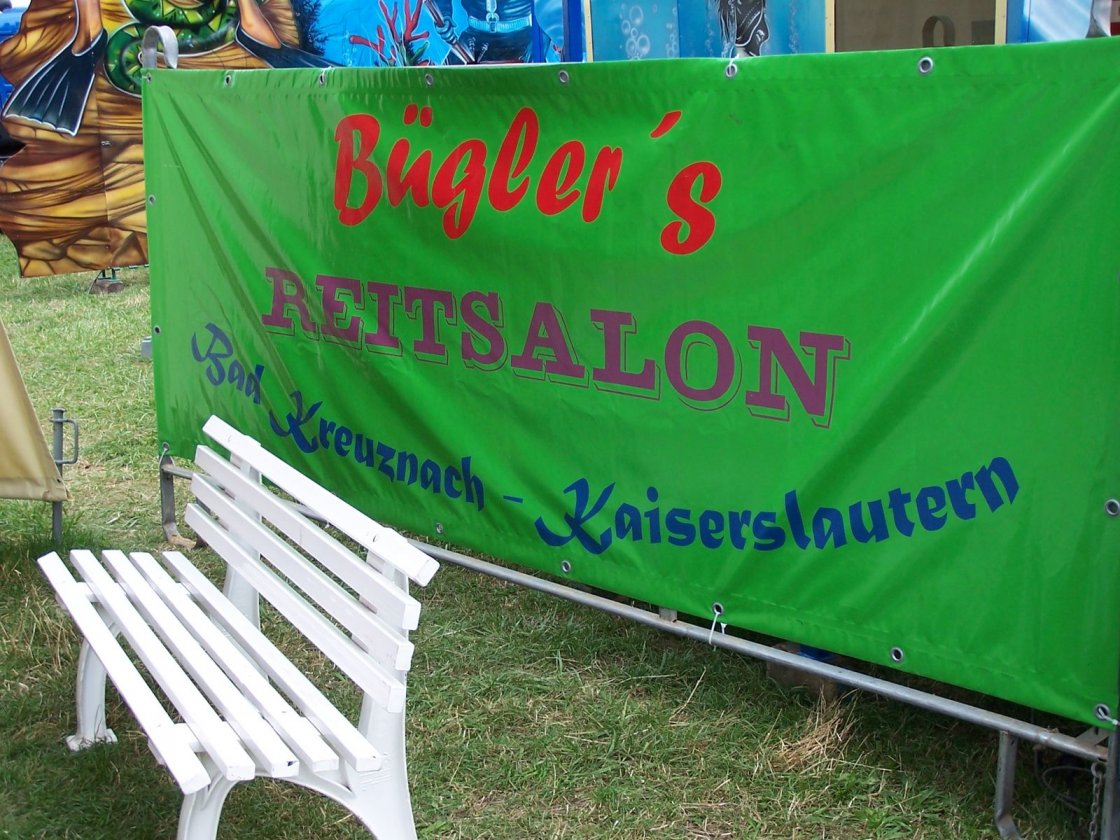 Bügler´s
REITSALON
Bad Kreuznach - Kaiserslautern